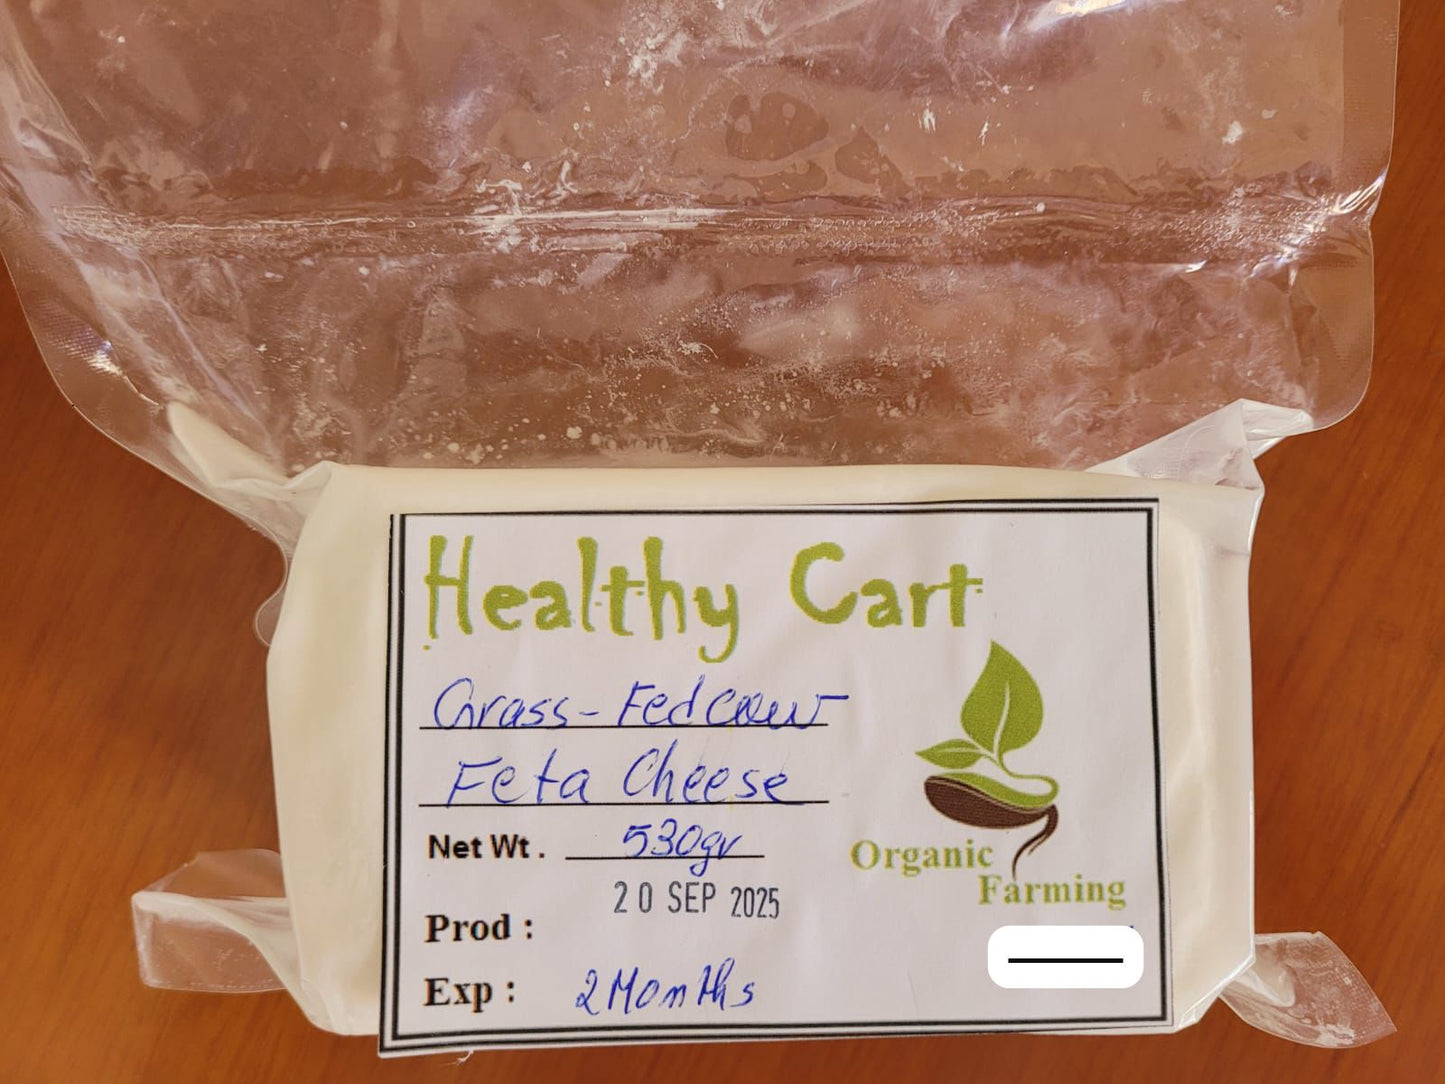 Healthy Cart
Grass-Fed cow
Feta Cheese
Net Wt. 530gr
20 SEP 2025
Prod :
Exp : 2 Months
Organic
Farming